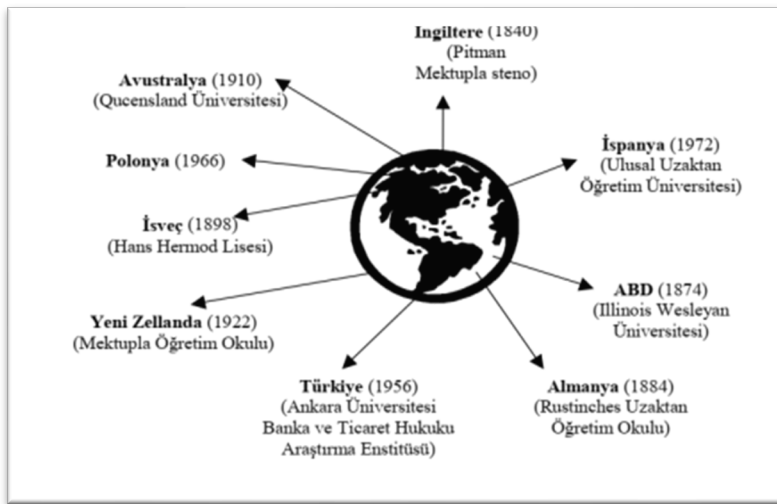 Ingiltere (1840)
(Pitman
Mektupla steno)
Avustralya (1910)
(Qucensland Üniversitesi)
İspanya (1972)
(Ulusal Uzaktan
Öğretim Üniversitesi)
Polonya (1966)
İsveç (1898)
(Hans Hermod Lisesi)
ABD (1874)
(Illinois Wesleyan
Üniversitesi)
Yeni Zellanda (1922)
(Mektupla Öğretim Okulu)
Türkiye (1956)
(Ankara Üniversitesi
Banka ve Ticaret Hukuku
Araştırma Enstitüsü)
Almanya (1884)
(Rustinches Uzaktan
Öğretim Okulu)